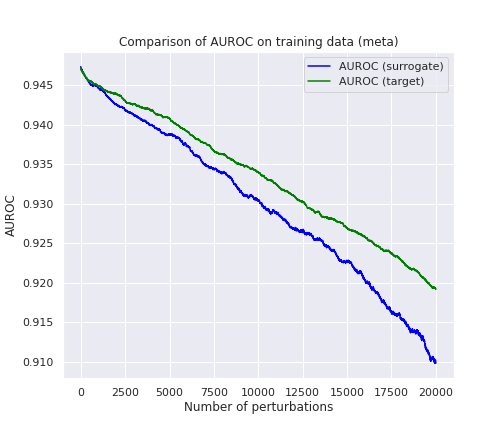 Comparison of AUROC on training data (meta)
AUROC (surrogate)
AUROC (target)
AUROC
0.945
0.940
0.935
0.930
0.925
0.920
0.915
0.910
0 2500 5000 7500 10000 12500 15000 17500 20000
Number of perturbations